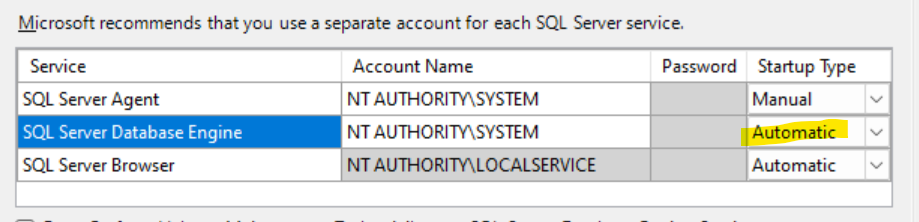 Microsoft recommends that you use a separate account for each SQL Server service.
Service Account Name Password Startup Type
SQL Server Agent NT AUTHORITY\SYSTEM Manual
SQL Server Database Engine NT AUTHORITY\SYSTEM Automatic
SQL Server Browser NT AUTHORITY\LOCALSERVICE Automatic